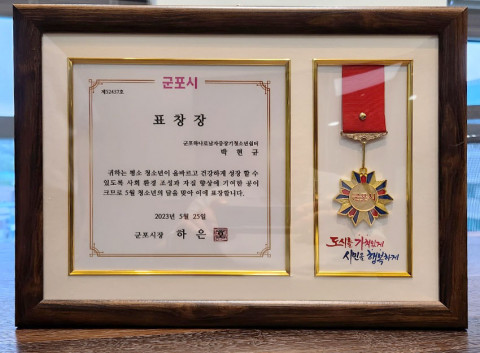 군포시
표 창 장
박 현 규
귀하는 평소 청소년이 올바르고 건강하게 성장 할 수
있도록 사회 환경 조성과 자질 향상에 기여한 공이
크므로 5월 청소년의 달을 맞아 이에 표창합니다.
2023년 5월 25일
군포시장 하 은 호
도시를 가치있게
시민을 행복하게